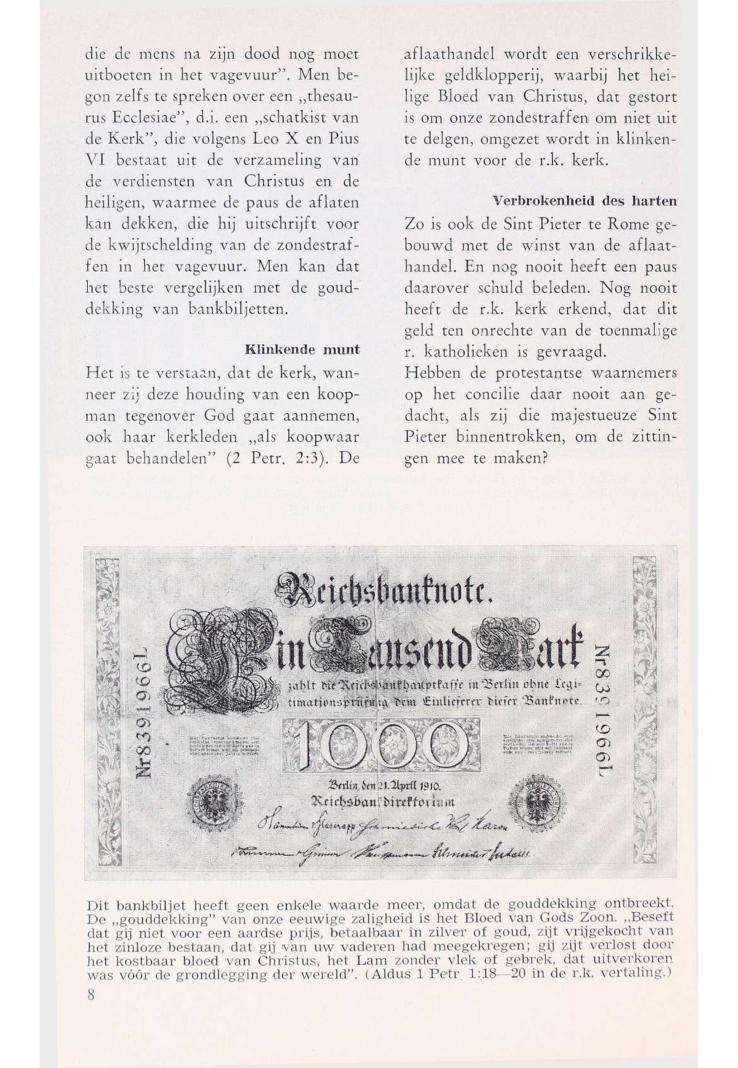 die de mens na zijn dood nog moet
uitboeten in het vagevuur”. Men be-
gon zelfs te spreken over een „thesau-
rus Ecclesiae”, d.i. een „schatkist van
de Kerk”, die volgens Leo X en Pius
VI bestaat uit de verzameling van
de verdiensten van Christus en de
heiligen, waarmee de paus de aflaten
kan dekken, die hij uitschrijft voor
de kwijtschelding van de zondestraf-
fen in het vagevuur. Men kan dat
het beste vergelijken met de goud-
dekking van bankbiljetten.
Klinkende munt
Het is te verstaan, dat de kerk, wan-
neer zij deze houding van een koop-
man tegenover God gaat aannemen,
ook haar kerkleden „als koopwaar
gaat behandelen” (2 Petr. 2:3). De
aflaathandel wordt een verschrikke-
lijke geldklopperij, waarbij het hei-
lige Bloed van Christus, dat gestort
is om onze zondestraffen om niet uit
te delgen, omgezet wordt in klinken-
de munt voor de r.k. kerk.
Verbrokenheid des harten
Zo is ook de Sint Pieter te Rome ge-
bouwd met de winst van de aflaat-
handel. En nog nooit heeft een paus
daarover schuld beleden. Nog nooit
heeft de r.k. kerk erkend, dat dit
geld ten onrechte van de toenmalige
r. katholieken is gevraagd.
Hebben de protestantse waarnemers
op het concilie daar nooit aan ge-
dacht, als zij die majestueuze Sint
Pieter binnentrokken, om de zittin-
gen mee te maken?
Reichsbanknote.
Ein Tausend Mark
zahlt die Reichsbankhauptkasse in Berlin ohne Legi-
timationsprüfung dem Einlieferer dieser Banknote.
Nr8391966L
1000
Nr8391966L
Berlin, den 21. April 1910.
Reichsbankdirektorium
Dit bankbiljet heeft geen enkele waarde meer, omdat de gouddekking ontbreekt.
De „gouddekking” van onze eeuwige zaligheid is het Bloed van Gods Zoon. „Beseft
dat gij niet voor een aardse prijs, betaalbaar in zilver of goud, zijt vrijgekocht van
het zinloze bestaan, dat gij van uw vaderen had meegekregen; gij zijt verlost door
het kostbaar bloed van Christus, het Lam zonder vlek of gebrek, dat uitverkoren
was vóór de grondlegging der wereld”. (Aldus 1 Petr. 1:18—20 in de r.k. vertaling.)
8